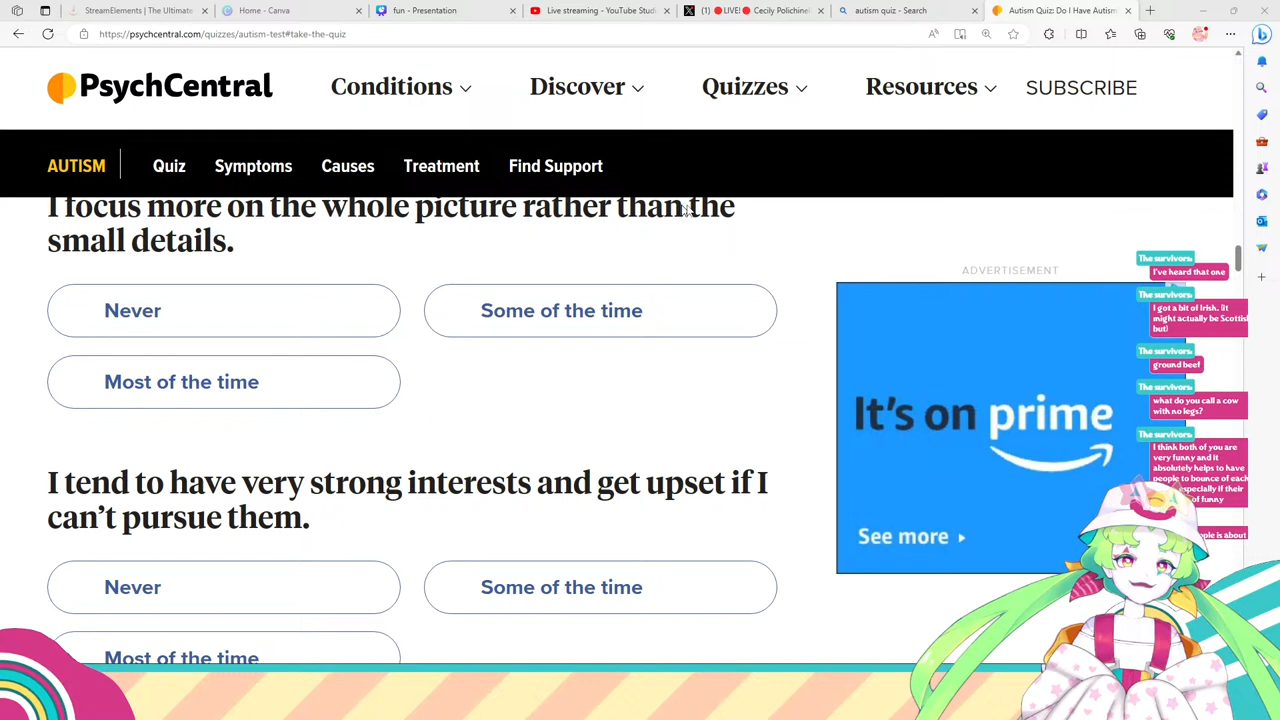 StreamElements | The Ultimate
Home - Canva
fun - Presentation
Live streaming - YouTube Studi
(1) 🔴LIVE! 🔴 Cecily Polichinel
autism quiz - Search
Autism Quiz: Do I Have Autism
https://psychcentral.com/quizzes/autism-test#take-the-quiz
PsychCentral
Conditions
Discover
Quizzes
Resources
SUBSCRIBE
AUTISM
Quiz
Symptoms
Causes
Treatment
Find Support
I focus more on the whole picture rather than the
small details.
Never
Some of the time
Most of the time
I tend to have very strong interests and get upset if I
can’t pursue them.
Never
Some of the time
Most of the time
ADVERTISEMENT
It’s on prime
See more
The survivors:
I've heard that one
The survivors:
I got a bit of Irish. (it
might actually be Scottish
but)
The survivors:
ground beef
The survivors:
what do you call a cow
with no legs?
The survivors:
I think both of you are
very funny and it
absolutely helps to have
people to bounce of each
especially if their
of funny
is about